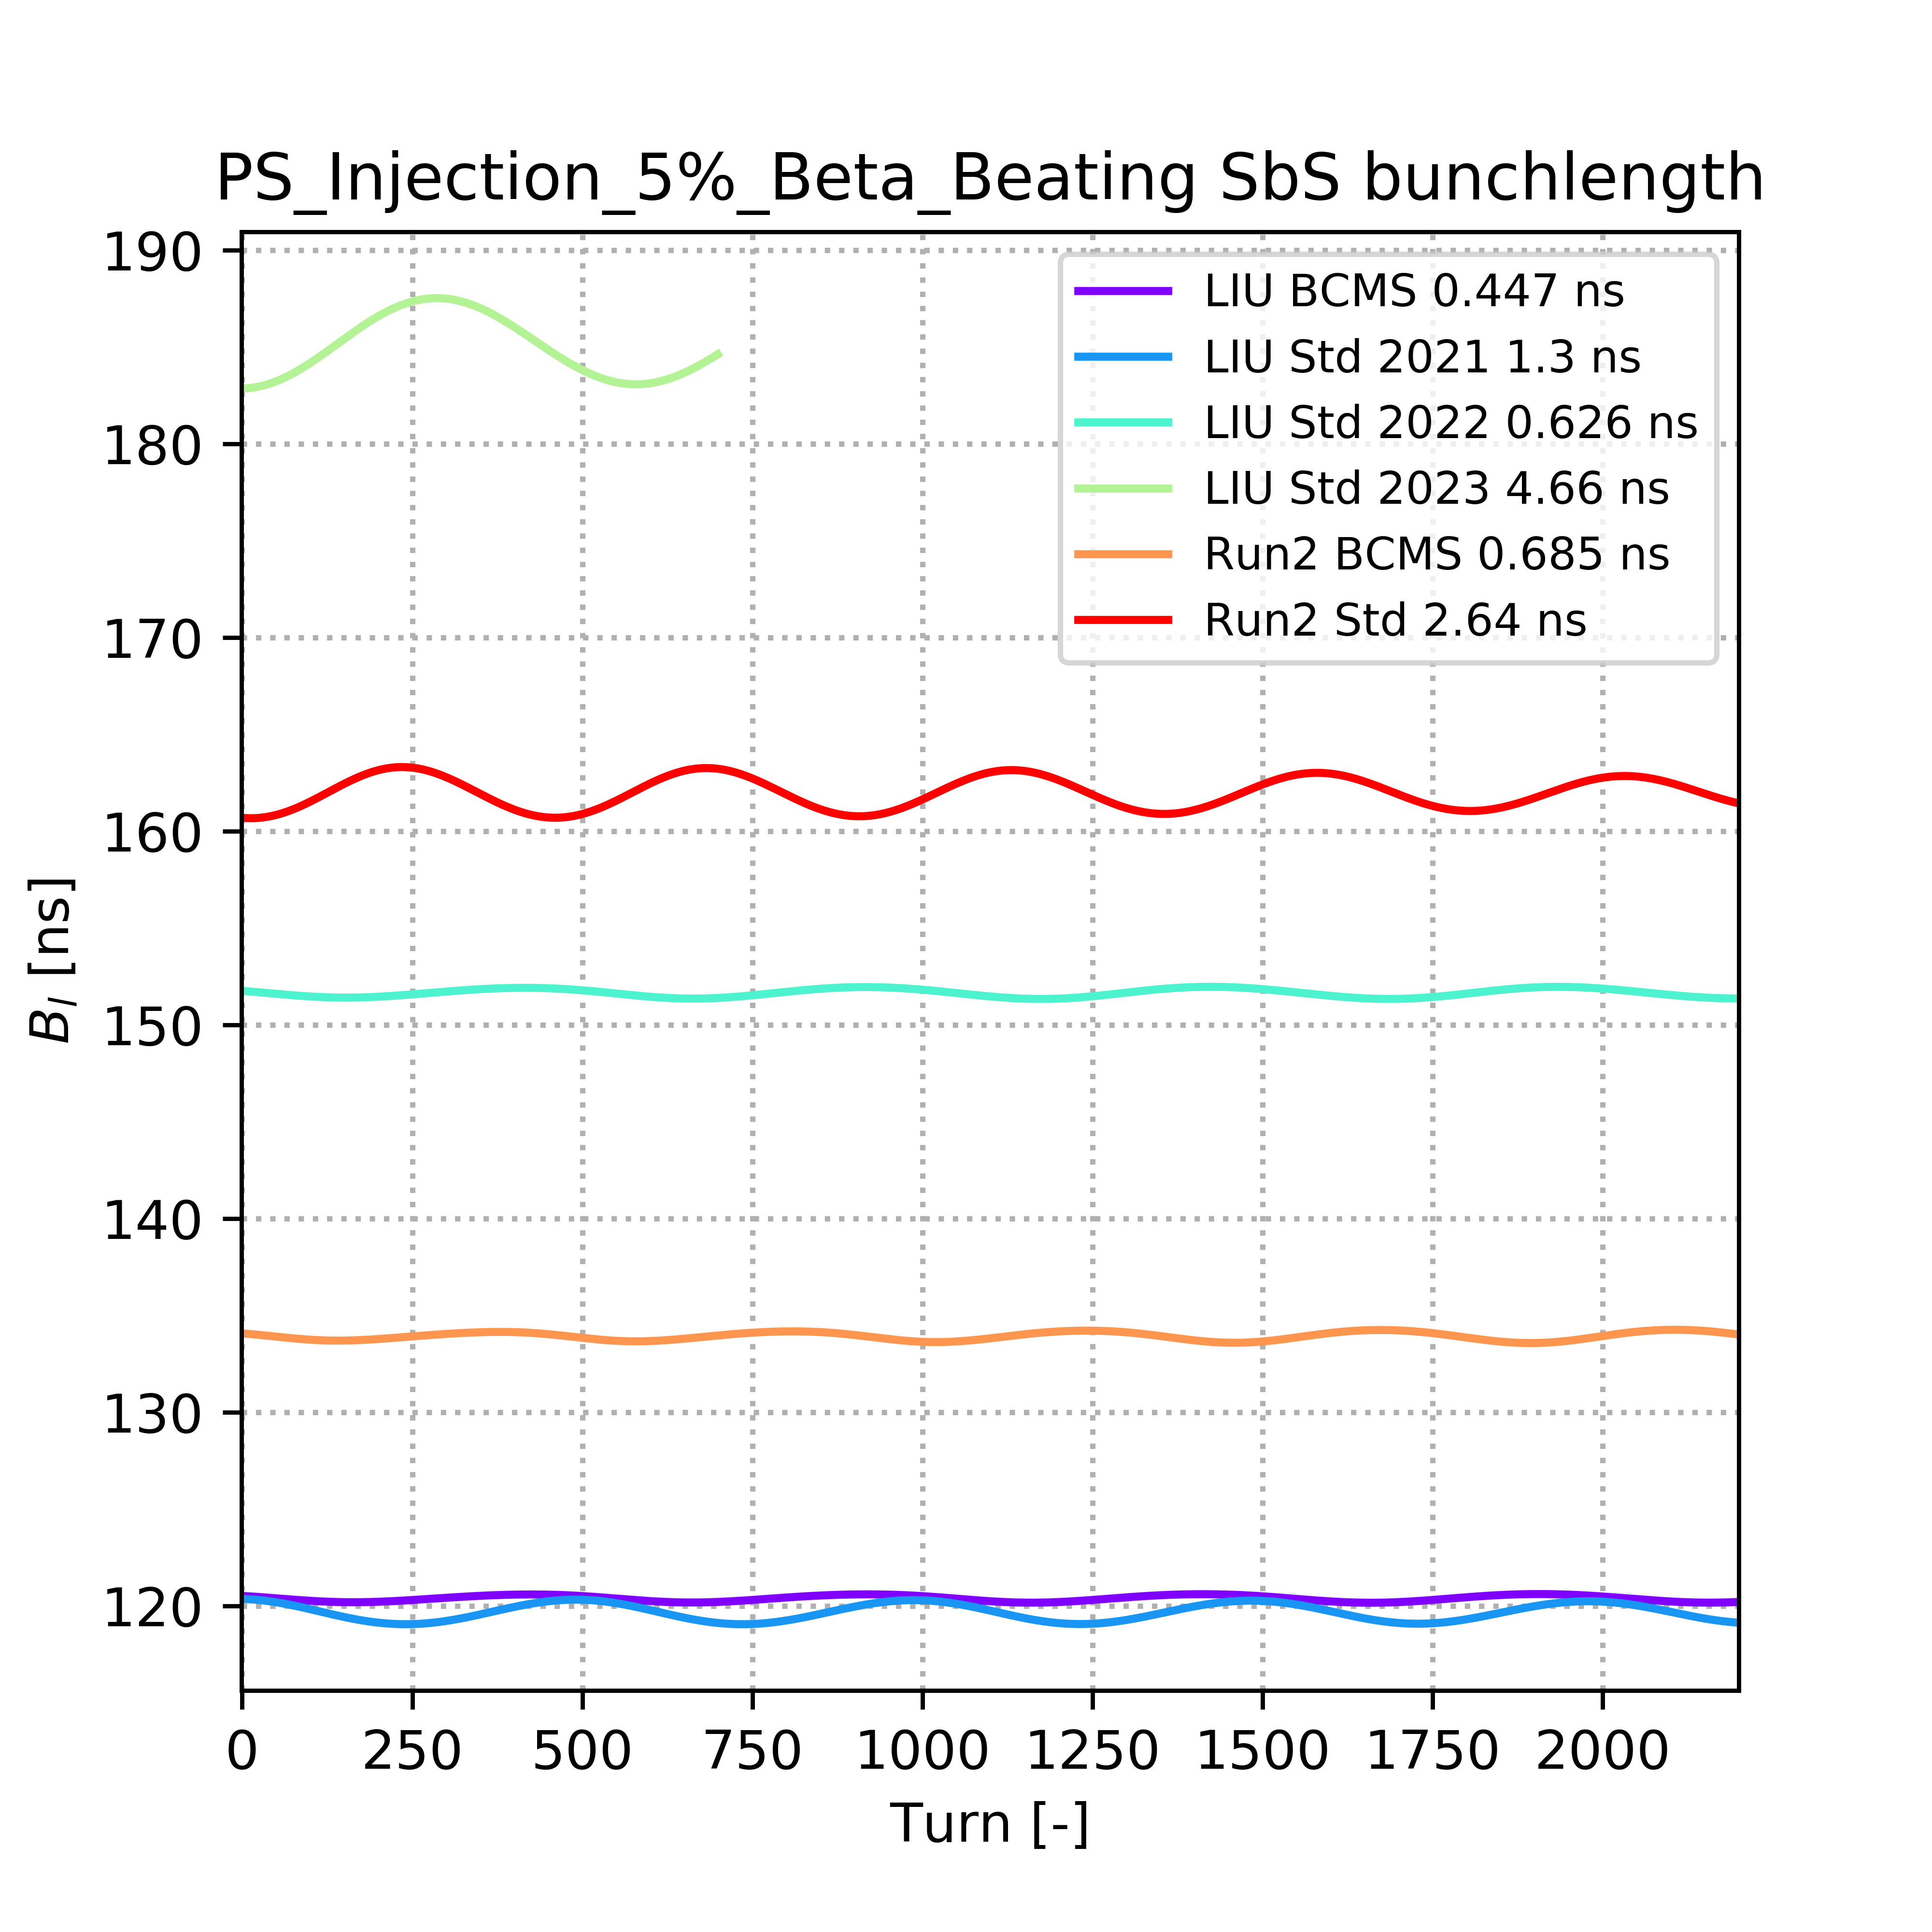 PS_Injection_5%_Beta_Beating SbS bunchlength
190
180
170
160
150
140
130
120
B_l [ns]
LIU BCMS 0.447 ns
LIU Std 2021 1.3 ns
LIU Std 2022 0.626 ns
LIU Std 2023 4.66 ns
Run2 BCMS 0.685 ns
Run2 Std 2.64 ns
0 250 500 750 1000 1250 1500 1750 2000
Turn [-]